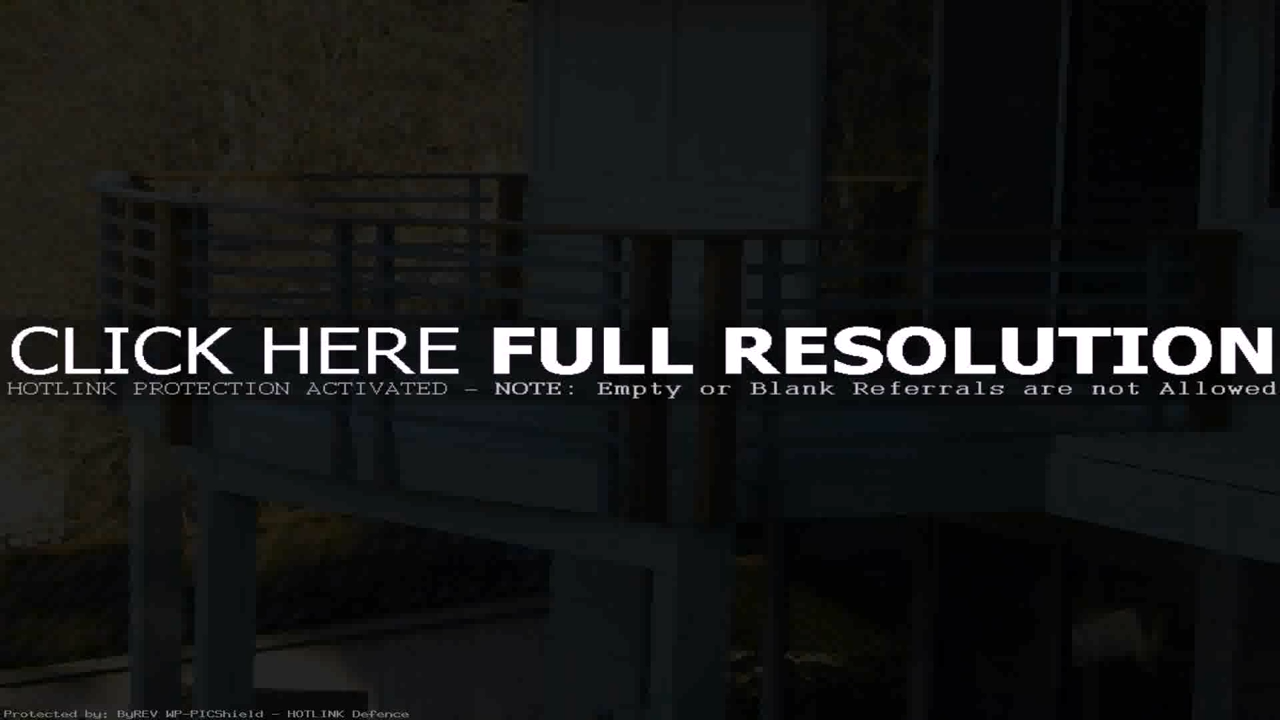 CLICK HERE FULL RESOLUTION
HOTLINK PROTECTION ACTIVATED – NOTE: Empty or Blank Referrals are not Allowed
Protected by: ByREV WP-PICShield – HOTLINK Defence